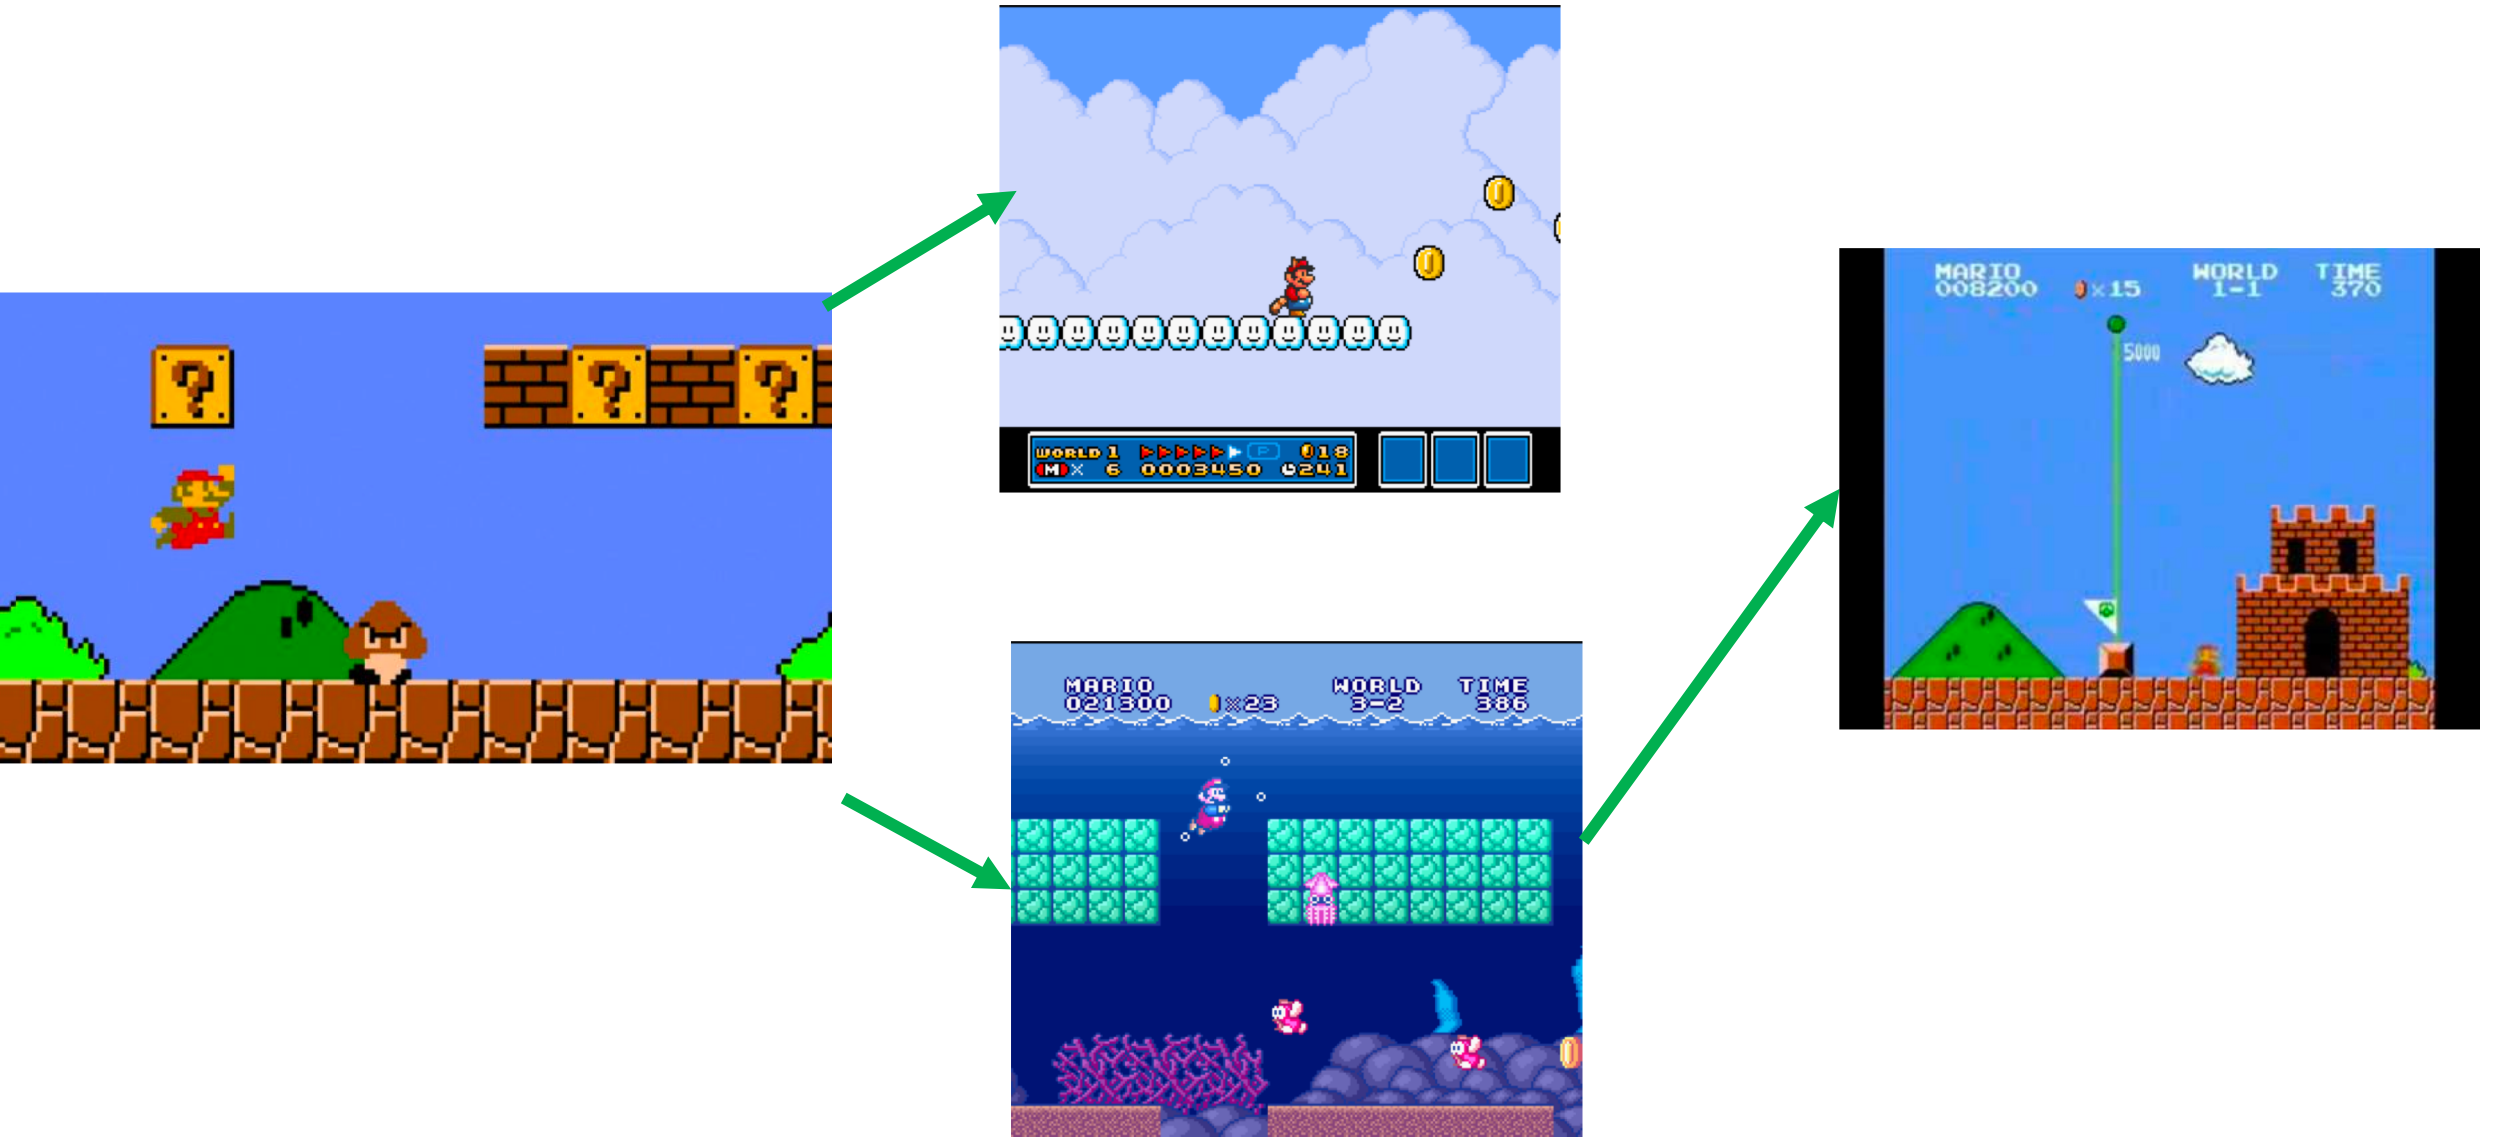 ?
? ?
WORLD 1 P 018
M × 6 0003450 241
MARIO WORLD TIME
021300 ×23 3-2 386
MARIO WORLD TIME
008200 ×15 1-1 370
5000